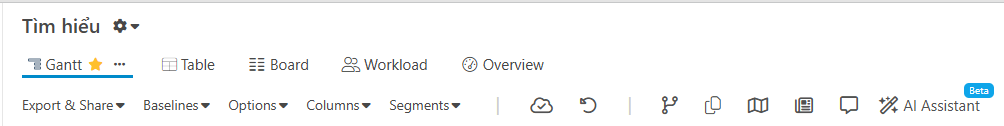 Tìm hiểu
Gantt Table Board Workload Overview
Export & Share Baselines Options Columns Segments AI Assistant Beta